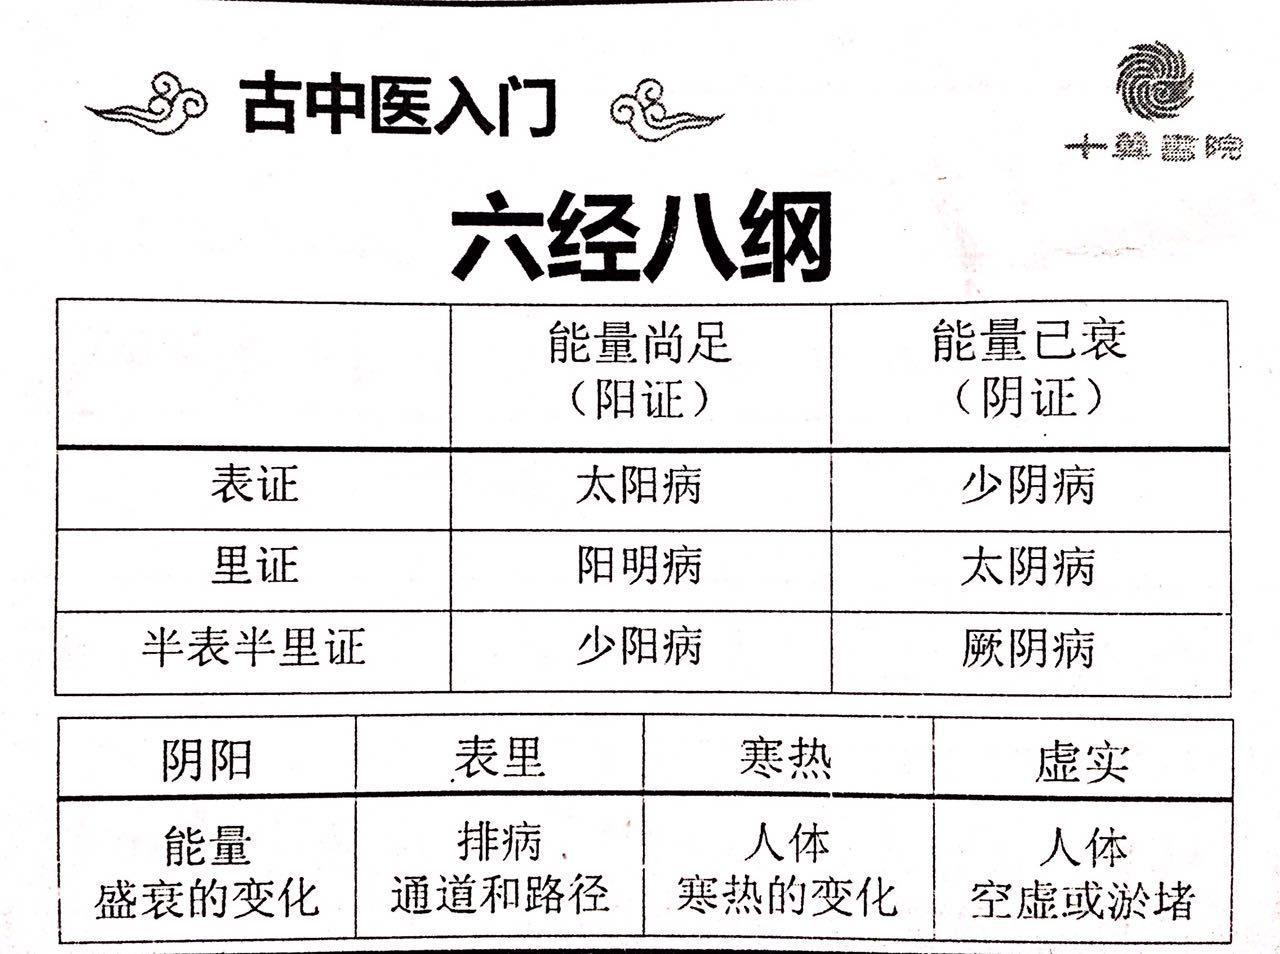 古中医入门
十翼書院
六经八纲
能量尚足 能量已衰
（阳证） （阴证）
表证 太阳病 少阴病
里证 阳明病 太阴病
半表半里证 少阳病 厥阴病
阴阳 表里 寒热 虚实
能量 排病 人体 人体
盛衰的变化 通道和路径 寒热的变化 空虚或淤堵